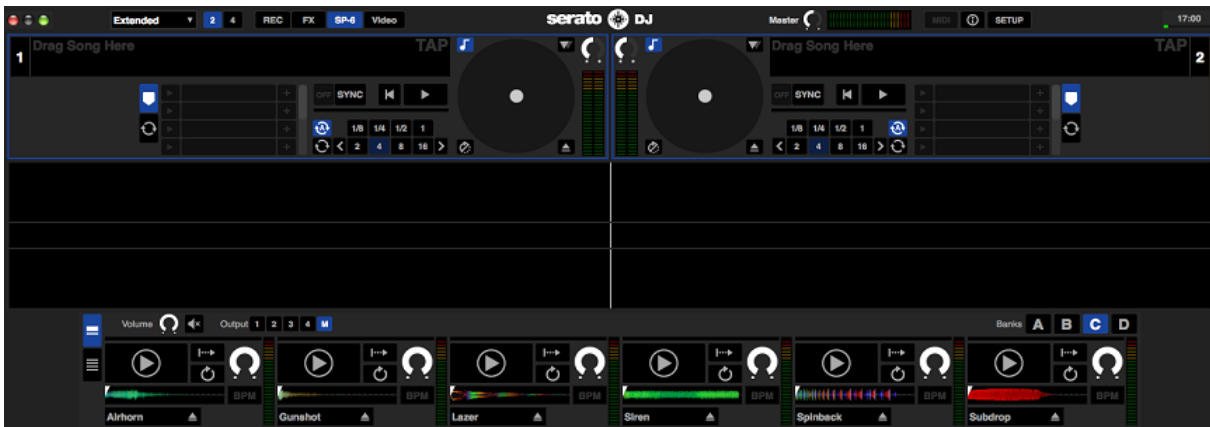 Extended 2 4 REC FX SP-6 Video serato DJ Master MIDI SETUP 17:00
1 Drag Song Here TAP Drag Song Here TAP 2
OFF SYNC OFF SYNC
1/8 1/4 1/2 1 1/8 1/4 1/2 1
2 4 8 16 2 4 8 16
Volume Output 1 2 3 4 M Banks A B C D
BPM BPM BPM BPM BPM BPM
Airhorn Gunshot Lazer Siren Spinback Subdrop